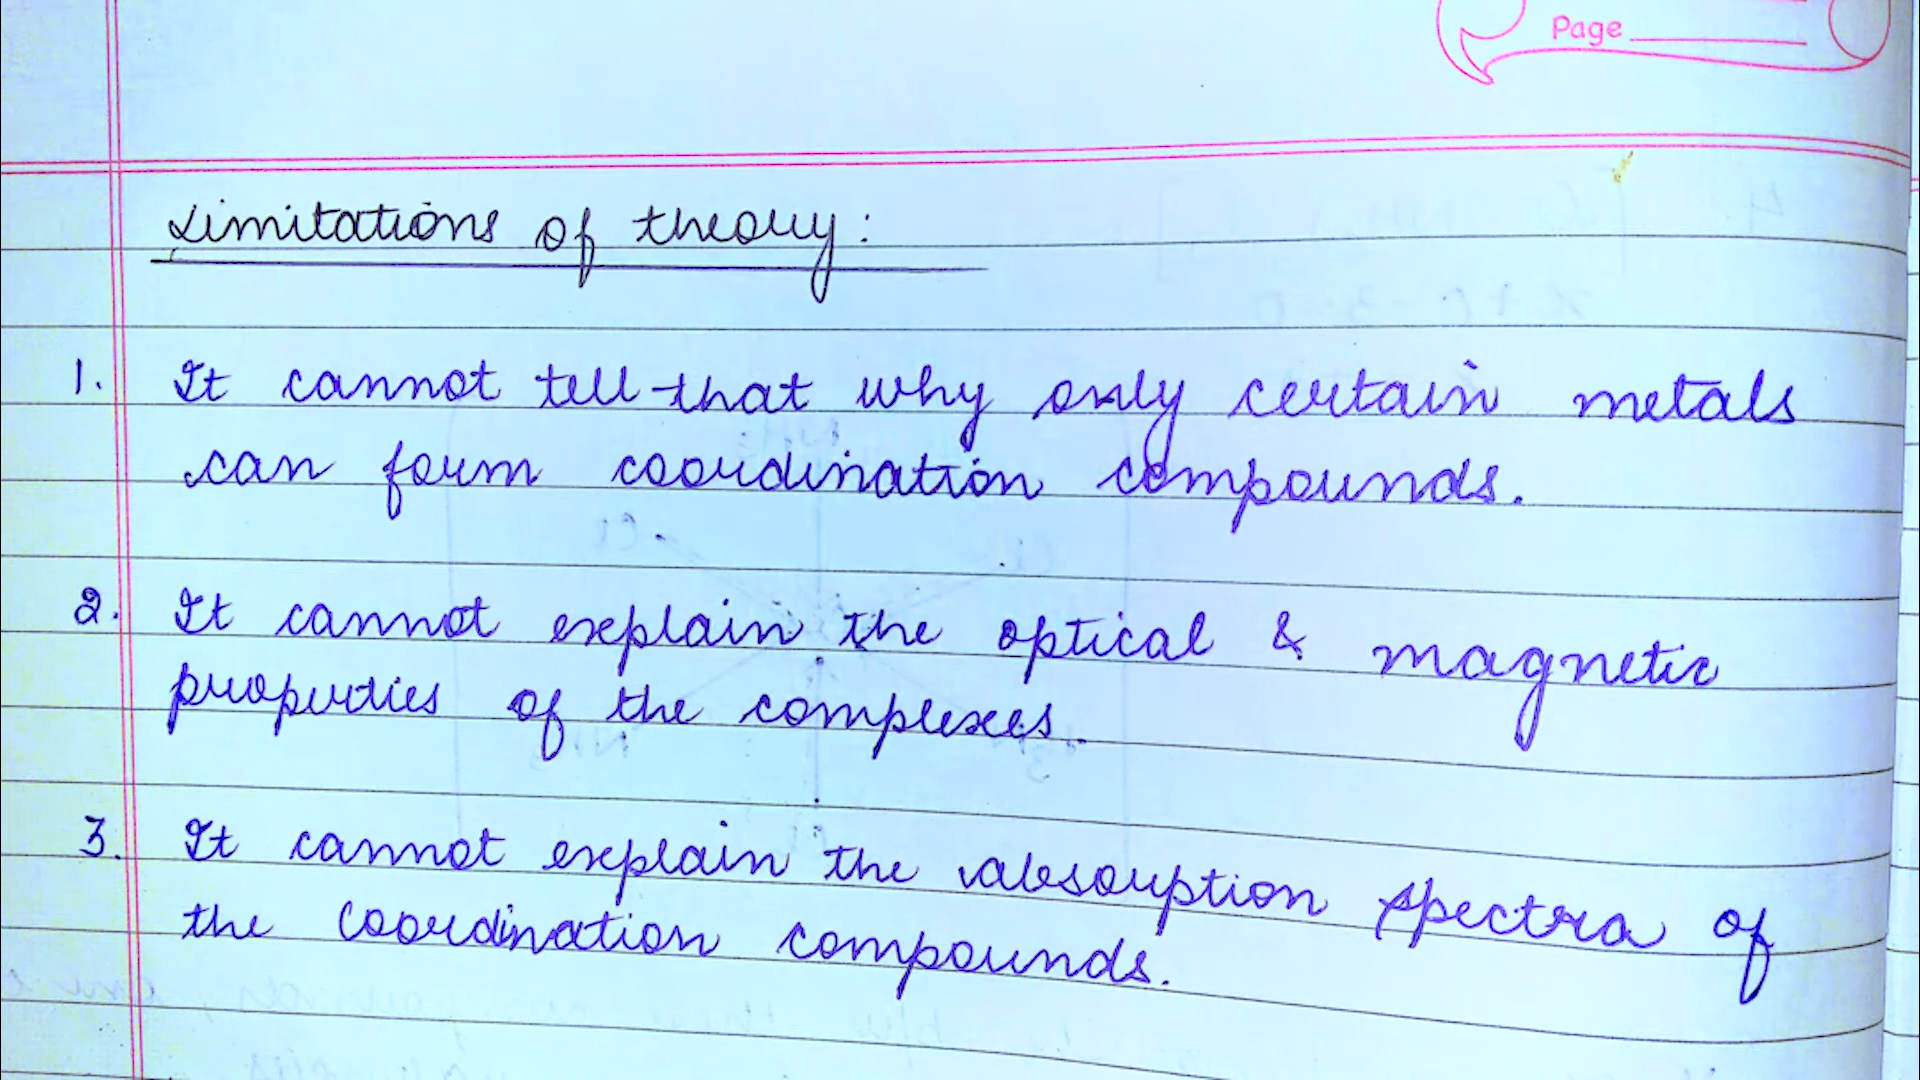 Page
Limitations of theory:
1. It cannot tell that why only certain metals
can form coordination compounds.
2. It cannot explain the optical & magnetic
properties of the complexes.
3. It cannot explain the absorption spectra of
the coordination compounds.